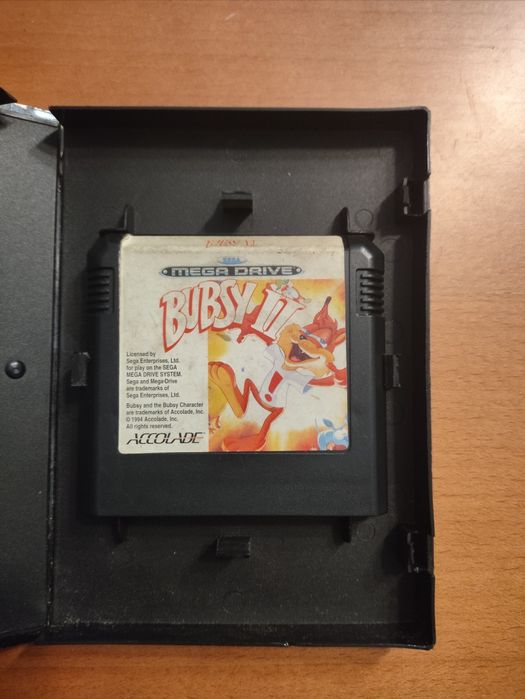 BUBSY II
SEGA
MEGA DRIVE
BUBSY II
Licensed by
Sega Enterprises, Ltd.
for play on the SEGA
MEGA DRIVE SYSTEM.
Sega and Mega-Drive
are trademarks of
Sega Enterprises, Ltd.
Bubsy and the Bubsy Character
are trademarks of Accolade, Inc.
© 1994 Accolade, Inc.
All rights reserved.
ACCOLADE